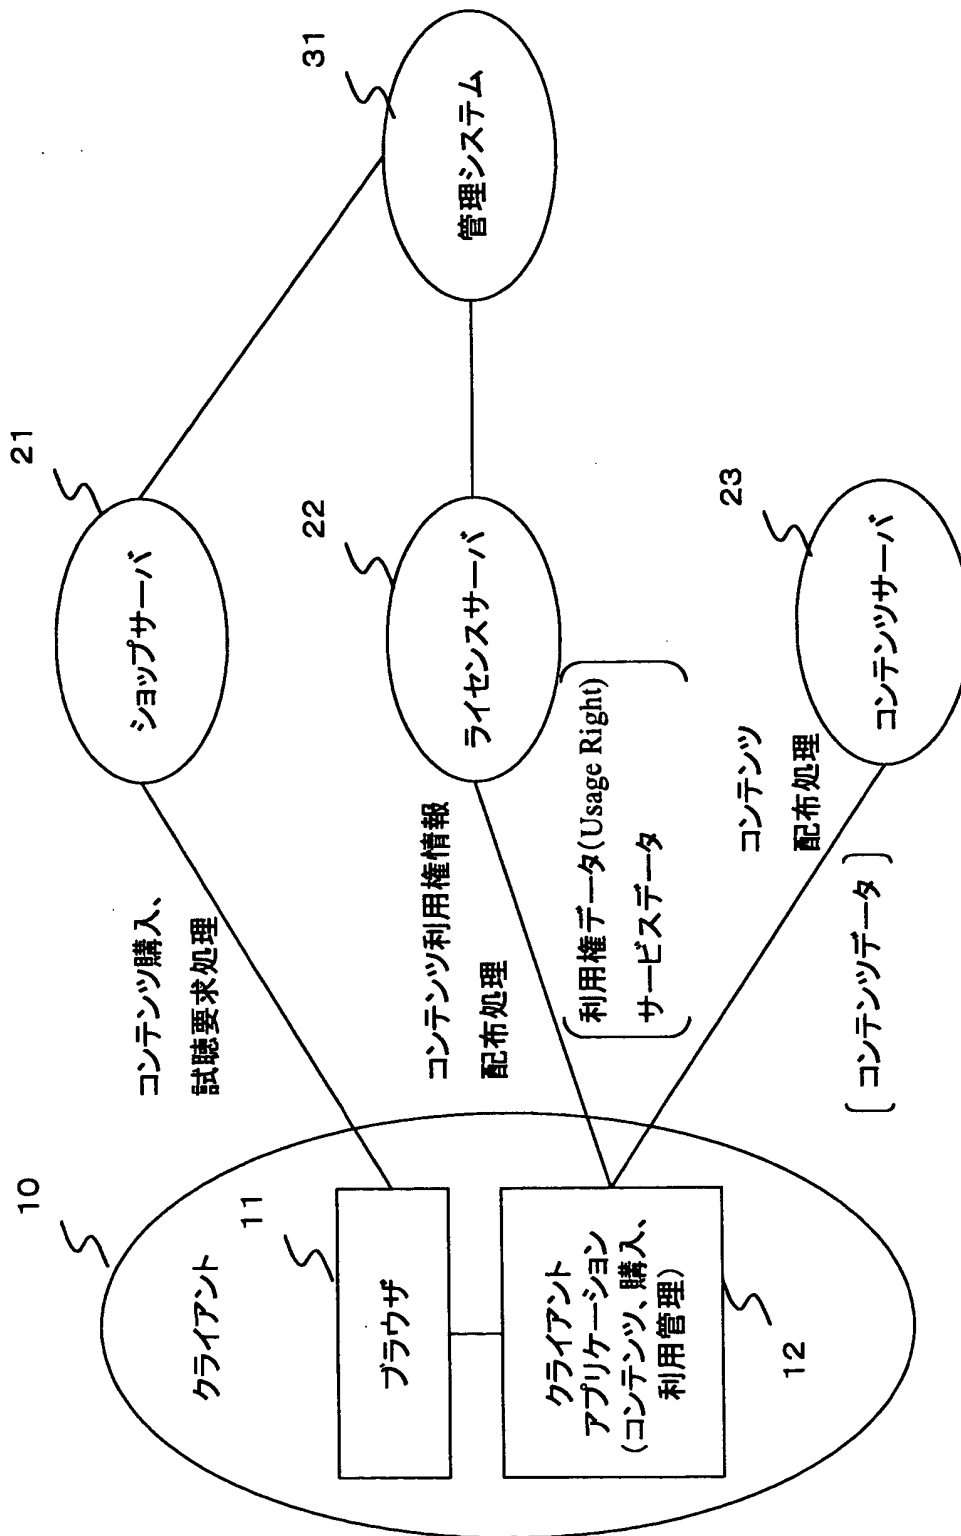 10
クライアント
11
ブラウザ
クライアント
アプリケーション
(コンテンツ、購入、
利用管理)
12
コンテンツ購入、
試聴要求処理
コンテンツ利用権情報
配布処理
利用権データ(Usage Right)
サービスデータ
コンテンツ
配布処理
コンテンツデータ
21
ショップサーバ
22
ライセンスサーバ
23
コンテンツサーバ
31
管理システム